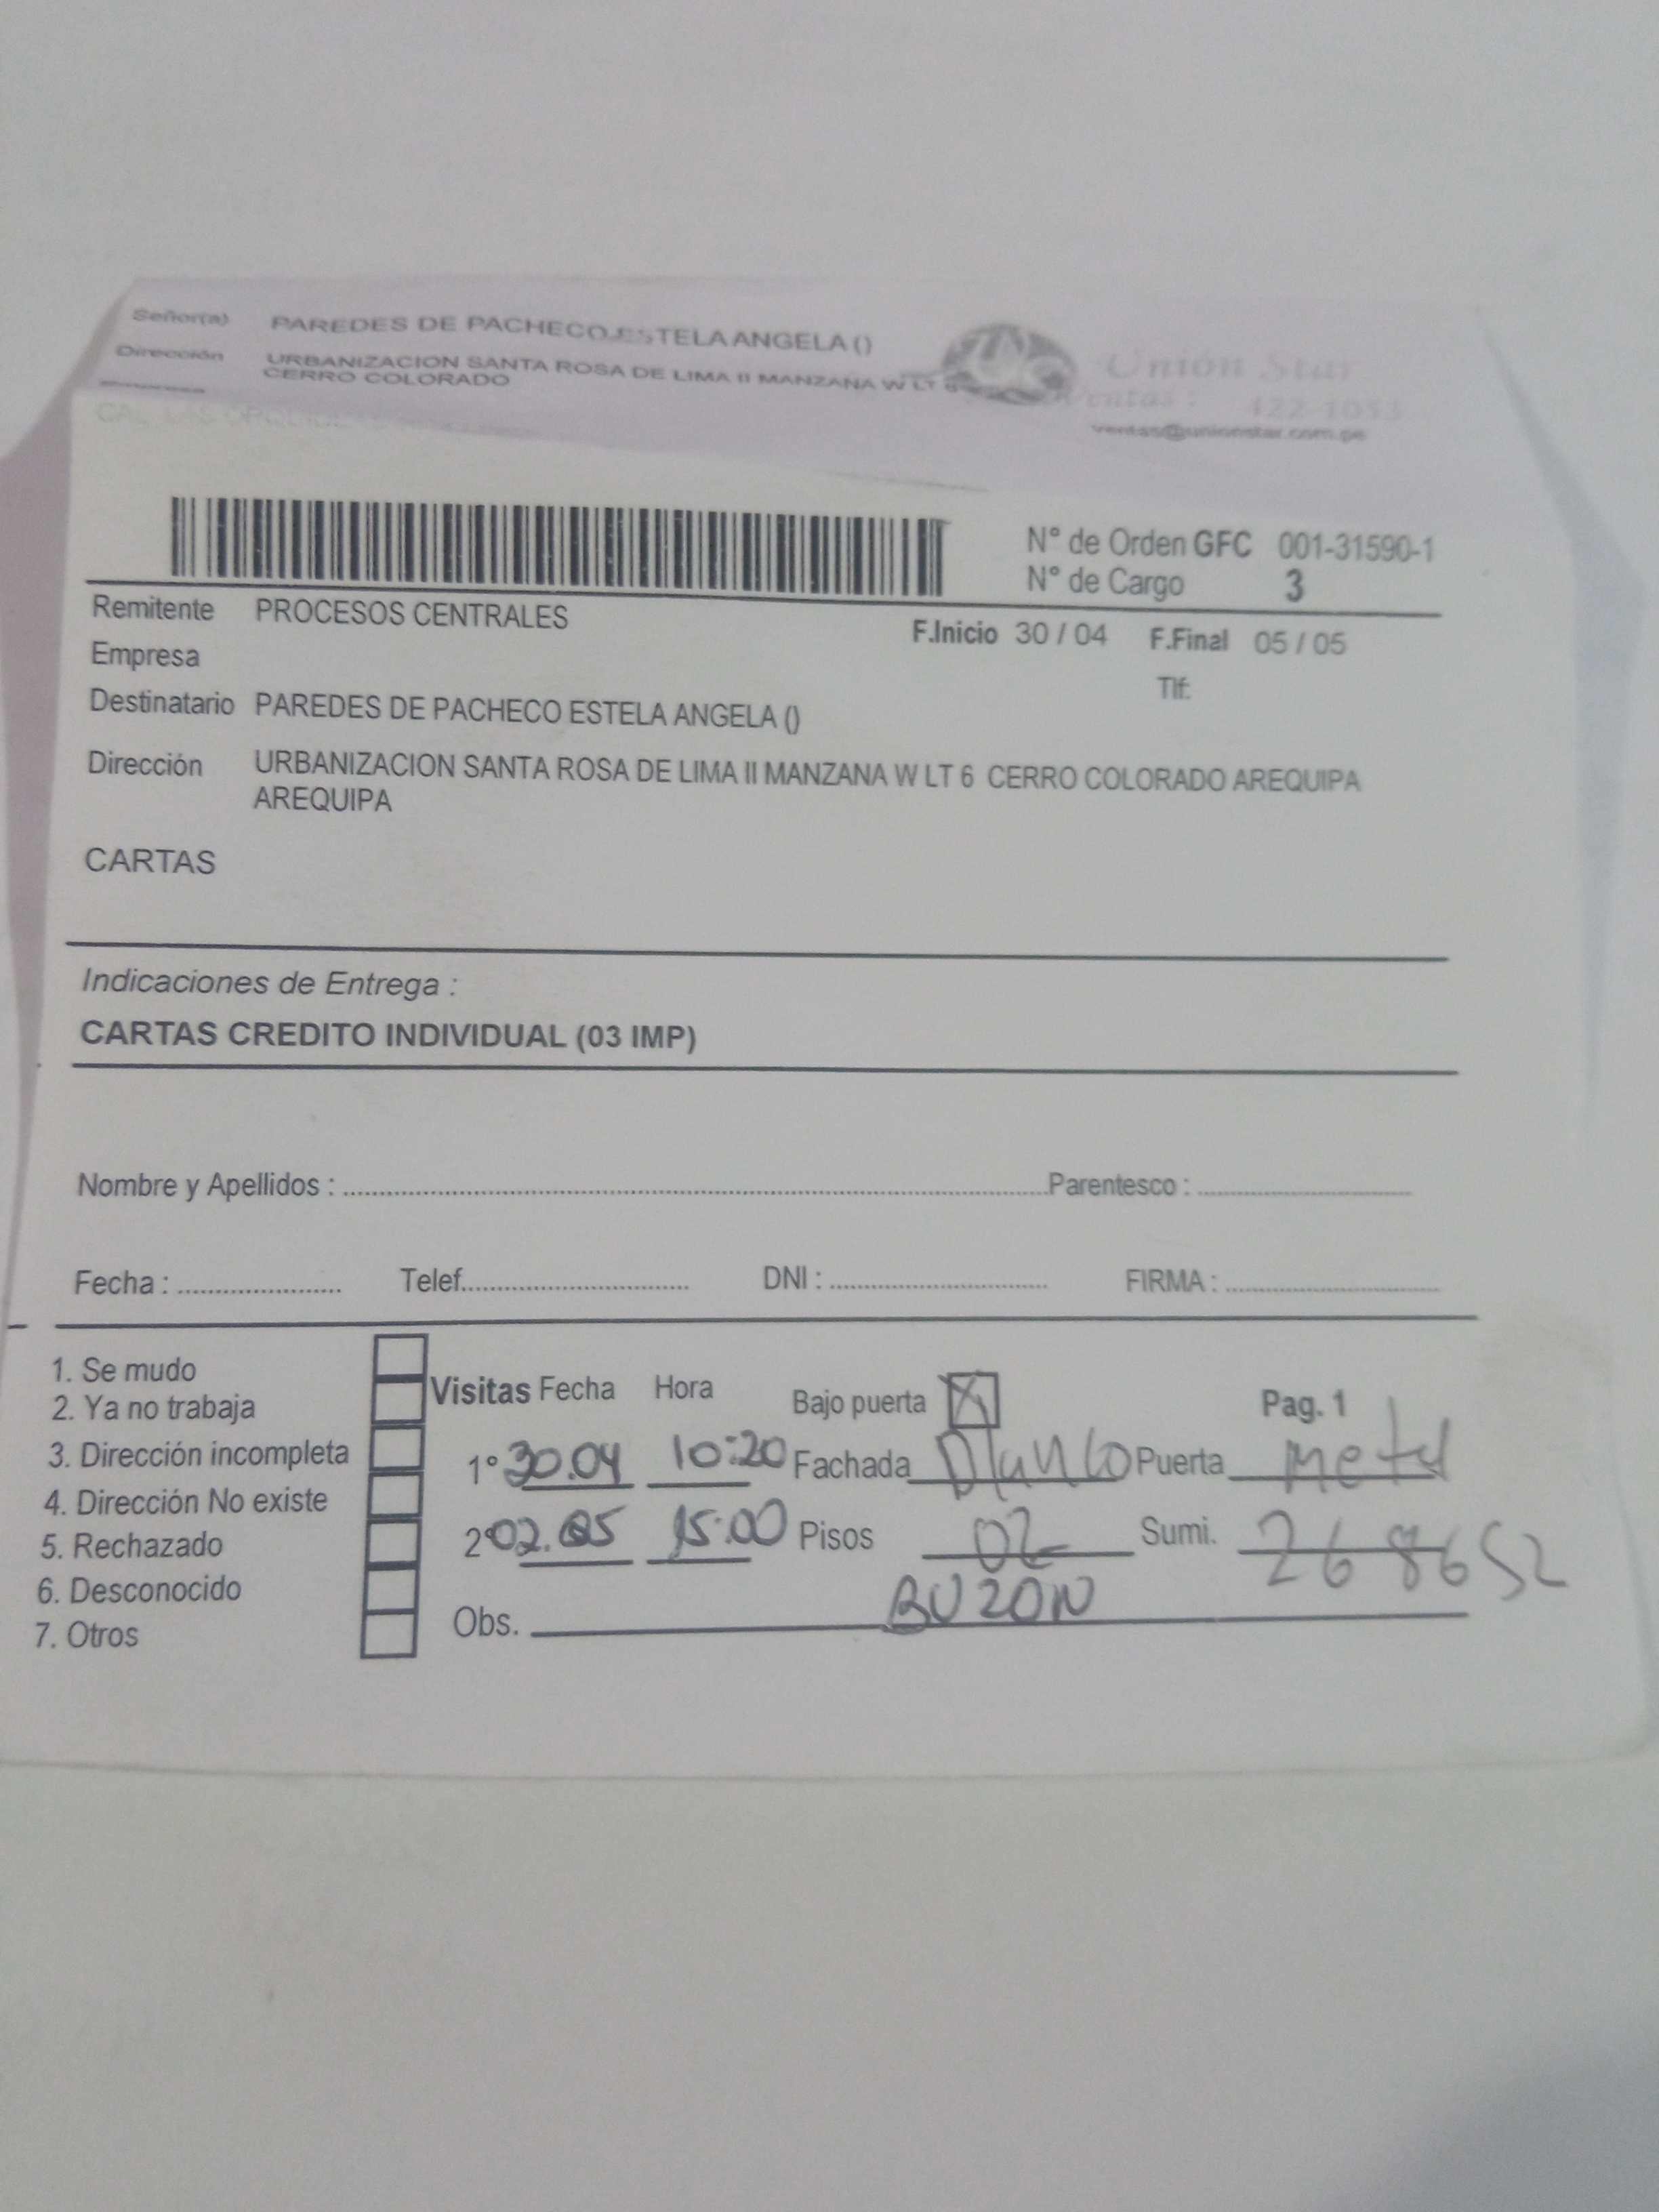 Señor(a) PAREDES DE PACHECO ESTELA ANGELA ()
Dirección URBANIZACION SANTA ROSA DE LIMA II MANZANA W LT 6
CERRO COLORADO
Unión Star
Ventas : 422-1053
ventas@unionstar.com.pe
N° de Orden GFC 001-31590-1
N° de Cargo 3
Remitente PROCESOS CENTRALES
F.Inicio 30 / 04 F.Final 05 / 05
Empresa
Tlf:
Destinatario PAREDES DE PACHECO ESTELA ANGELA ()
Dirección URBANIZACION SANTA ROSA DE LIMA II MANZANA W LT 6 CERRO COLORADO AREQUIPA
AREQUIPA
CARTAS
Indicaciones de Entrega :
CARTAS CREDITO INDIVIDUAL (03 IMP)
Nombre y Apellidos : Parentesco :
Fecha : Telef. DNI : FIRMA :
1. Se mudo
2. Ya no trabaja
3. Dirección incompleta
4. Dirección No existe
5. Rechazado
6. Desconocido
7. Otros
Visitas Fecha Hora Bajo puerta X Pag. 1
1° 30.04 10:20 Fachada Blanco Puerta metal
2° 02.05 15:00 Pisos 02 Sumi. 268652
Obs. BUZON